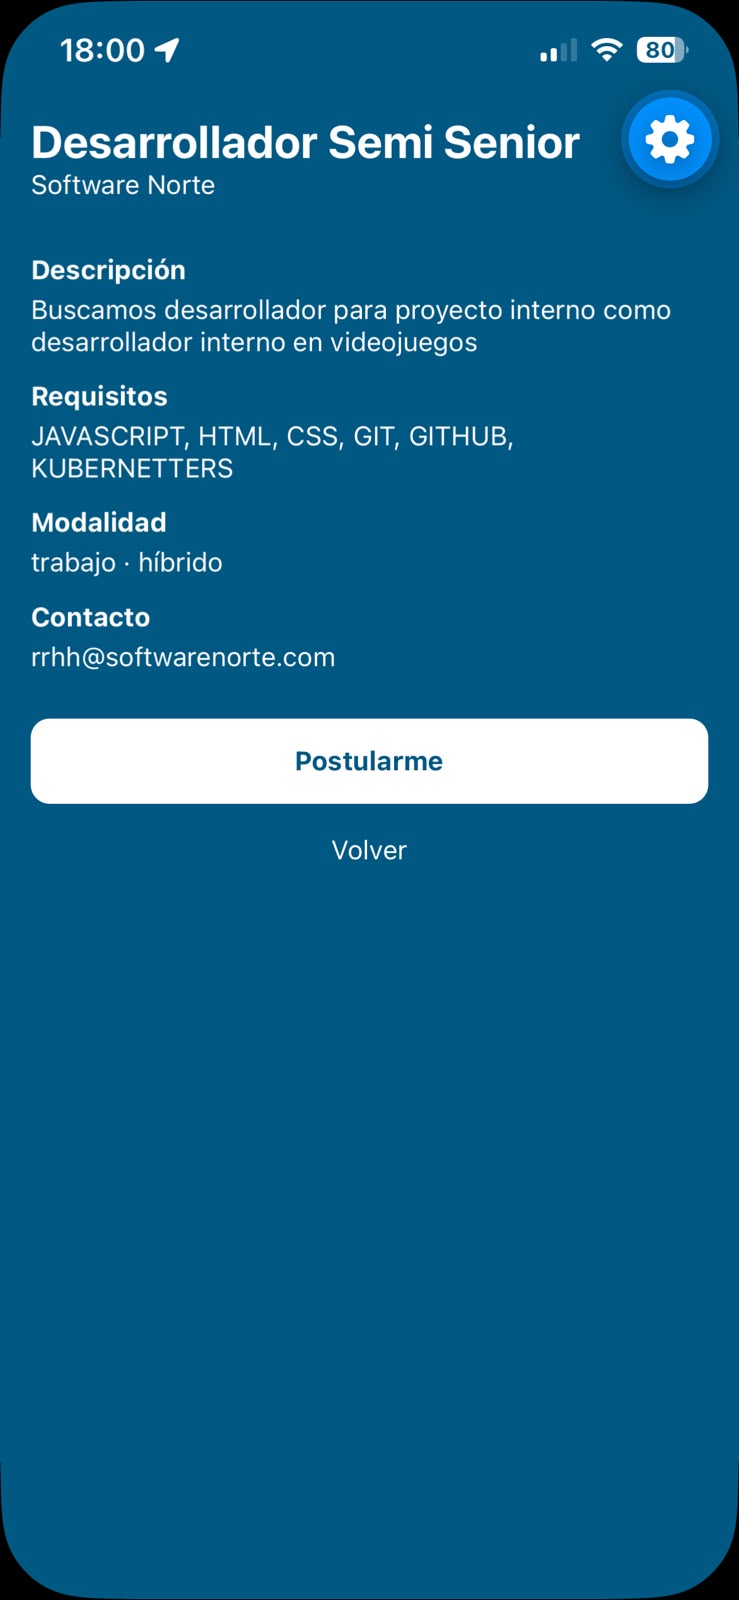 18:00
80
Desarrollador Semi Senior
Software Norte
Descripción
Buscamos desarrollador para proyecto interno como
desarrollador interno en videojuegos
Requisitos
JAVASCRIPT, HTML, CSS, GIT, GITHUB,
KUBERNETTERS
Modalidad
trabajo · híbrido
Contacto
rrhh@softwarenorte.com
Postularme
Volver